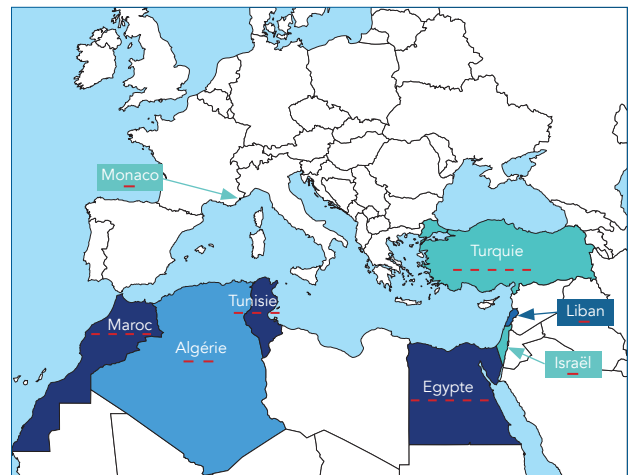 Monaco
Turquie
Tunisie
Liban
Maroc
Algérie
Israël
Egypte